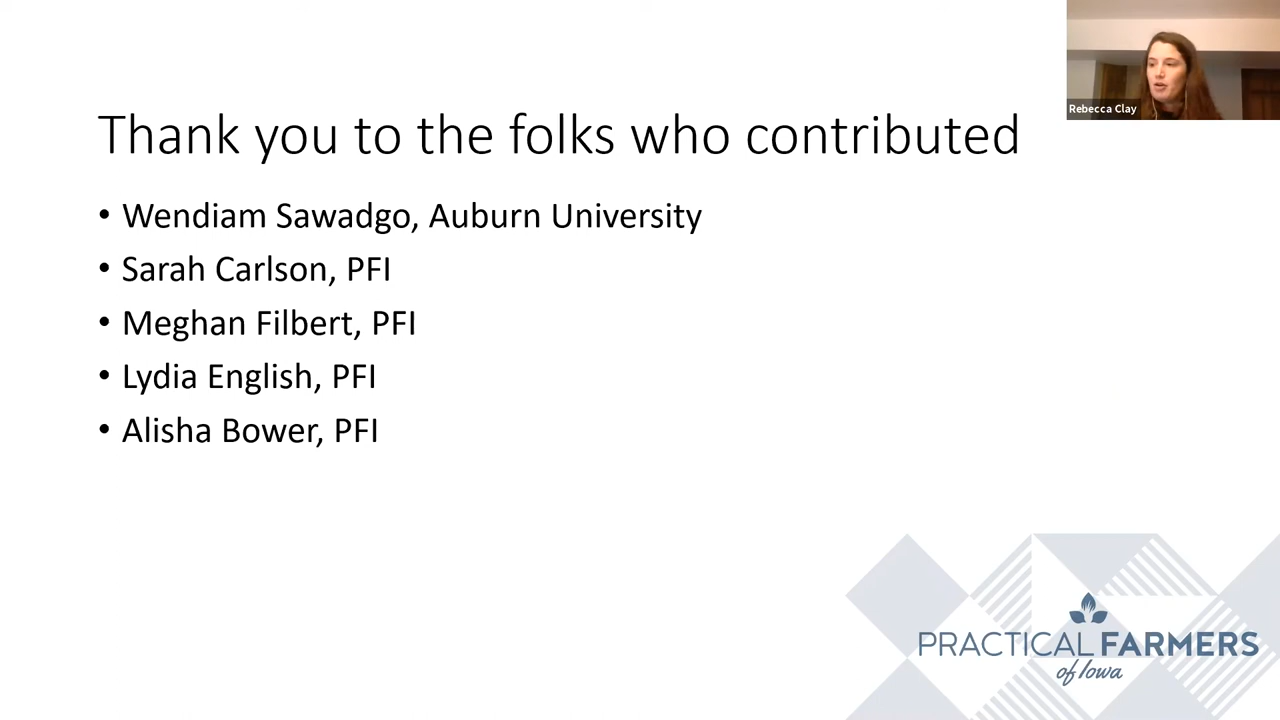 Rebecca Clay
Thank you to the folks who contributed
• Wendiam Sawadgo, Auburn University
• Sarah Carlson, PFI
• Meghan Filbert, PFI
• Lydia English, PFI
• Alisha Bower, PFI
PRACTICAL FARMERS
of Iowa